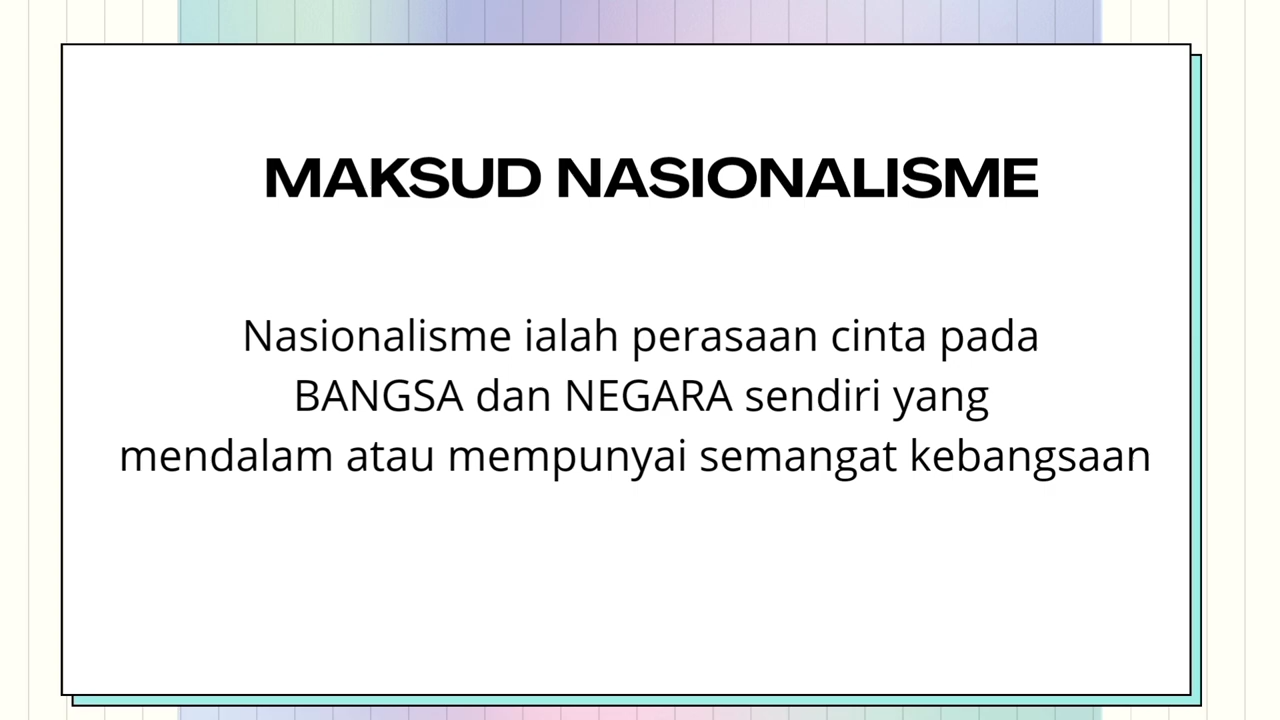 MAKSUD NASIONALISME
Nasionalisme ialah perasaan cinta pada
BANGSA dan NEGARA sendiri yang
mendalam atau mempunyai semangat kebangsaan